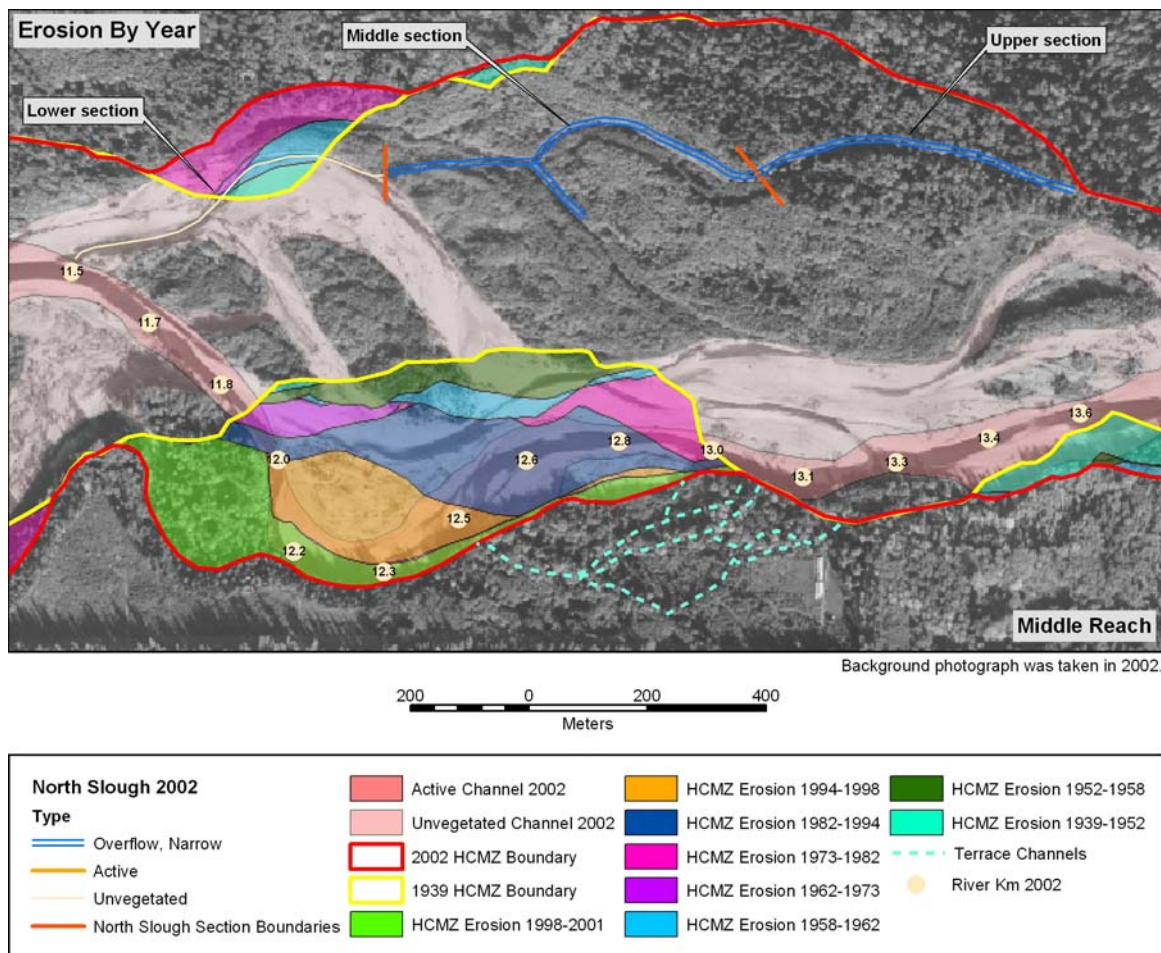 Erosion By Year
Middle section
Upper section
Lower section
11.5
11.7
11.8
12.0
12.2
12.3
12.5
12.6
12.8
13.0
13.1
13.3
13.4
13.6
Middle Reach
Background photograph was taken in 2002.
200 0 200 400
Meters
North Slough 2002
Type
Overflow, Narrow
Active
Unvegetated
North Slough Section Boundaries
Active Channel 2002
Unvegetated Channel 2002
2002 HCMZ Boundary
1939 HCMZ Boundary
HCMZ Erosion 1998-2001
HCMZ Erosion 1994-1998
HCMZ Erosion 1982-1994
HCMZ Erosion 1973-1982
HCMZ Erosion 1962-1973
HCMZ Erosion 1958-1962
HCMZ Erosion 1952-1958
HCMZ Erosion 1939-1952
Terrace Channels
River Km 2002